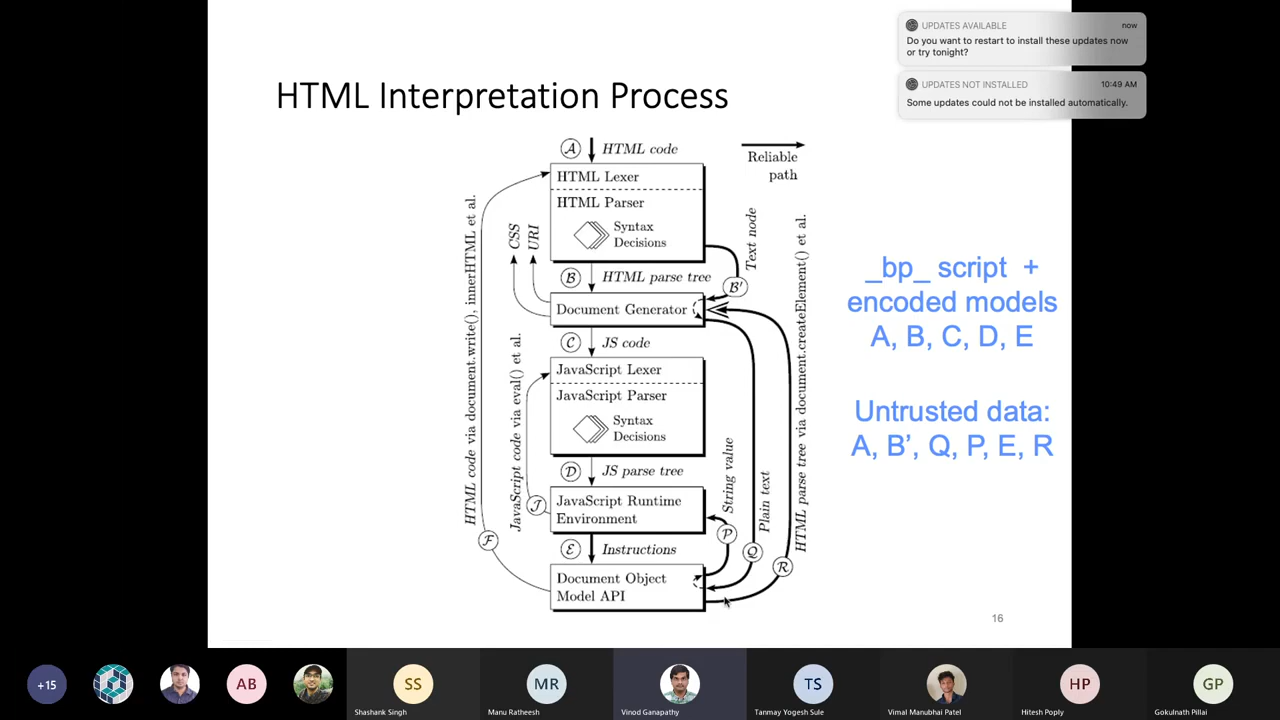 UPDATES AVAILABLE
now
Do you want to restart to install these updates now
or try tonight?
UPDATES NOT INSTALLED
10:49 AM
Some updates could not be installed automatically.
HTML Interpretation Process
A
HTML code
Reliable
path
HTML Lexer
HTML Parser
Syntax
Decisions
CSS
URI
Text node
B
HTML parse tree
B'
Document Generator
C
JS code
JavaScript Lexer
JavaScript Parser
Syntax
Decisions
D
JS parse tree
J
JavaScript Runtime
Environment
String value
P
Plain text
Q
E
Instructions
F
R
Document Object
Model API
HTML code via document.write(), innerHTML et al.
JavaScript code via eval() et al.
HTML parse tree via document.createElement() et al.
_bp_ script +
encoded models
A, B, C, D, E
Untrusted data:
A, B’, Q, P, E, R
16
+15
AB
SS
Shashank Singh
MR
Manu Ratheesh
Vinod Ganapathy
TS
Tanmay Yogesh Sule
Vimal Manubhai Patel
HP
Hitesh Poply
GP
Gokulnath Pillai